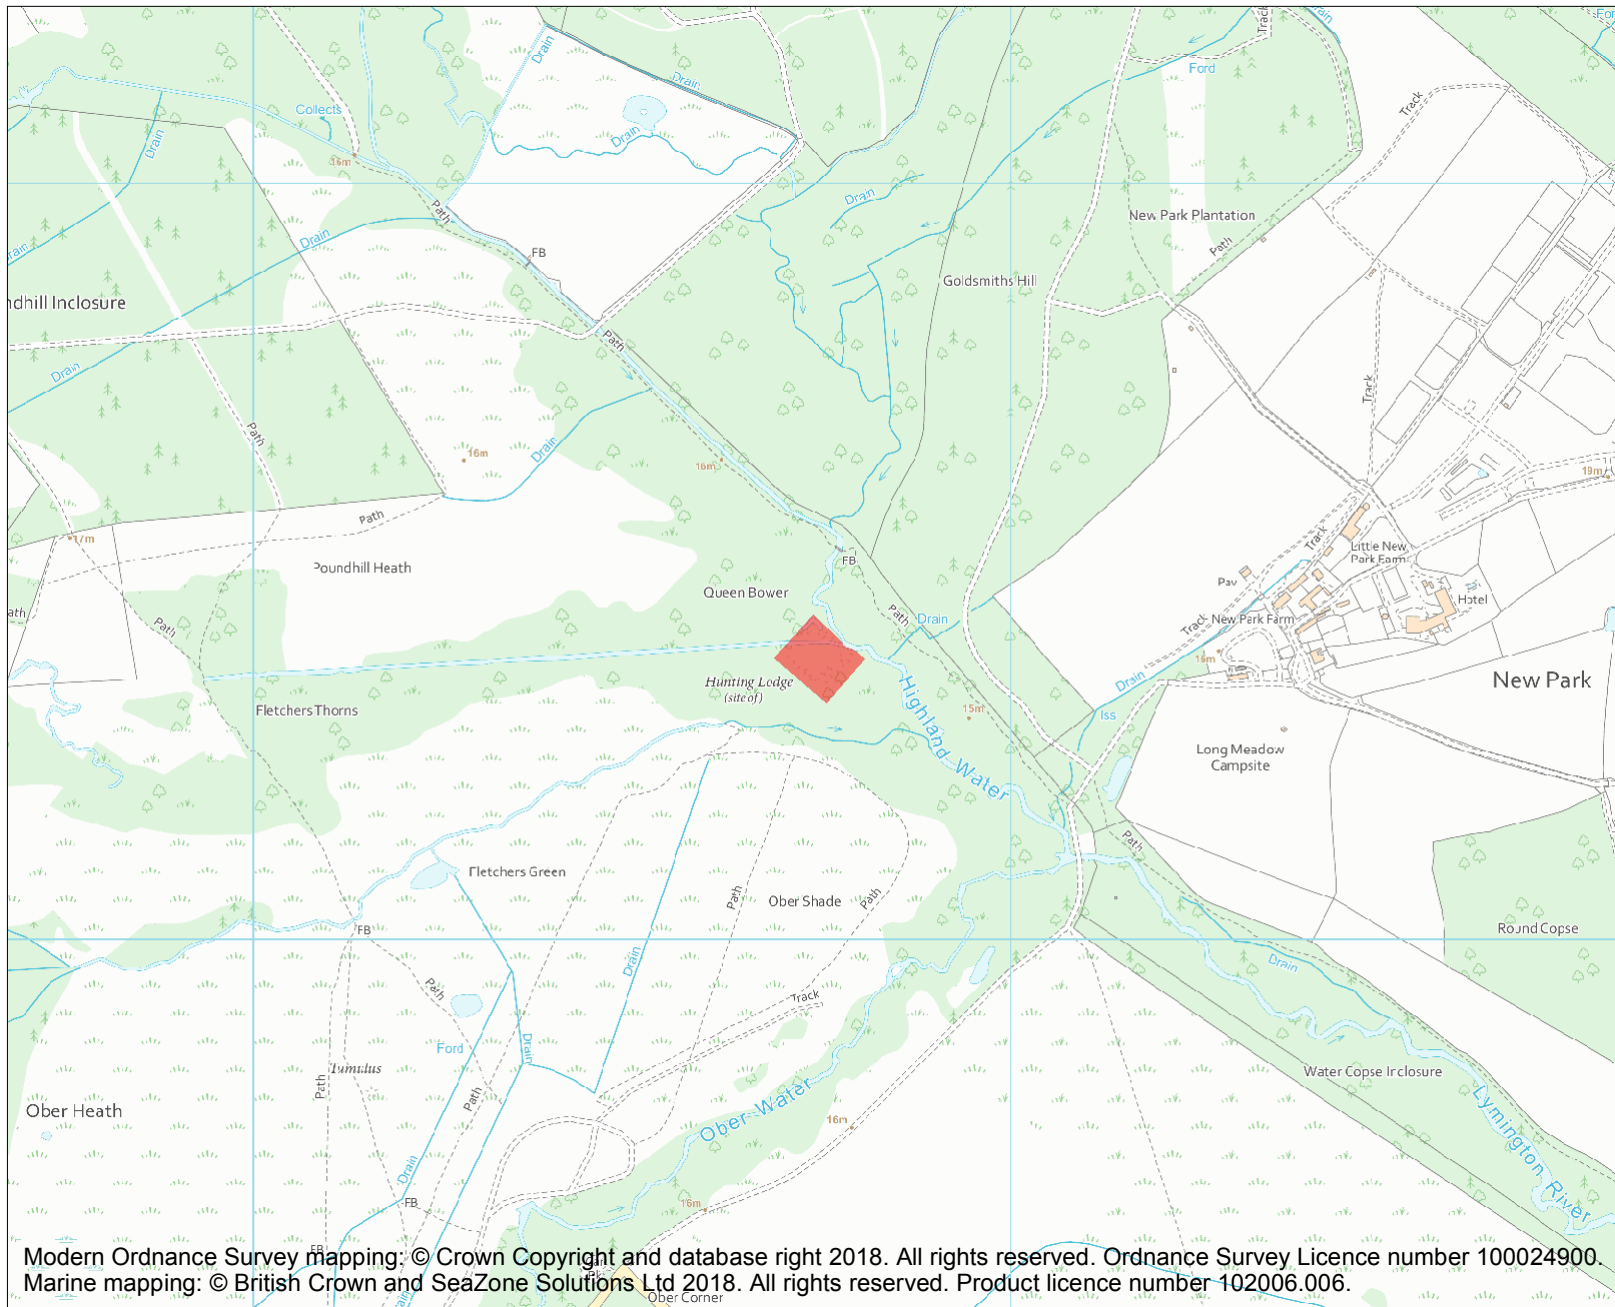 Drain
Track
Drain
Drain
Ford
Collects
Drain
Drain
Track
16m
Drain
Path
New Park Plantation
Drain
Path
FB
Goldsmiths Hill
ndhill Inclosure
Path
Drain
Track
Path
Drain
16m
16m
19m
Path
17m
Track
Little New
Park Farm
FB
Poundhill Heath
Queen Bower
Pav
Hotel
ath
Path
Drain
Path
Track
New Park Farm
16m
Hunting Lodge
(site of)
Drain
New Park
Fletchers Thorns
Highland Water
15m
Iss
Long Meadow
Campsite
Path
Fletchers Green
Path
Ober Shade
Path
FB
Round Copse
Drain
Drain
Path
Track
Ford
Drain
Tumulus
Path
Path
Water Copse Inclosure
Ober Heath
Ober Water
16m
Lymington River
Drain
FB
16m
FB
Modern Ordnance Survey mapping: © Crown Copyright and database right 2018. All rights reserved. Ordnance Survey Licence number 100024900.
Marine mapping: © British Crown and SeaZone Solutions Ltd 2018. All rights reserved. Product licence number 102006.006.
Ober Corner